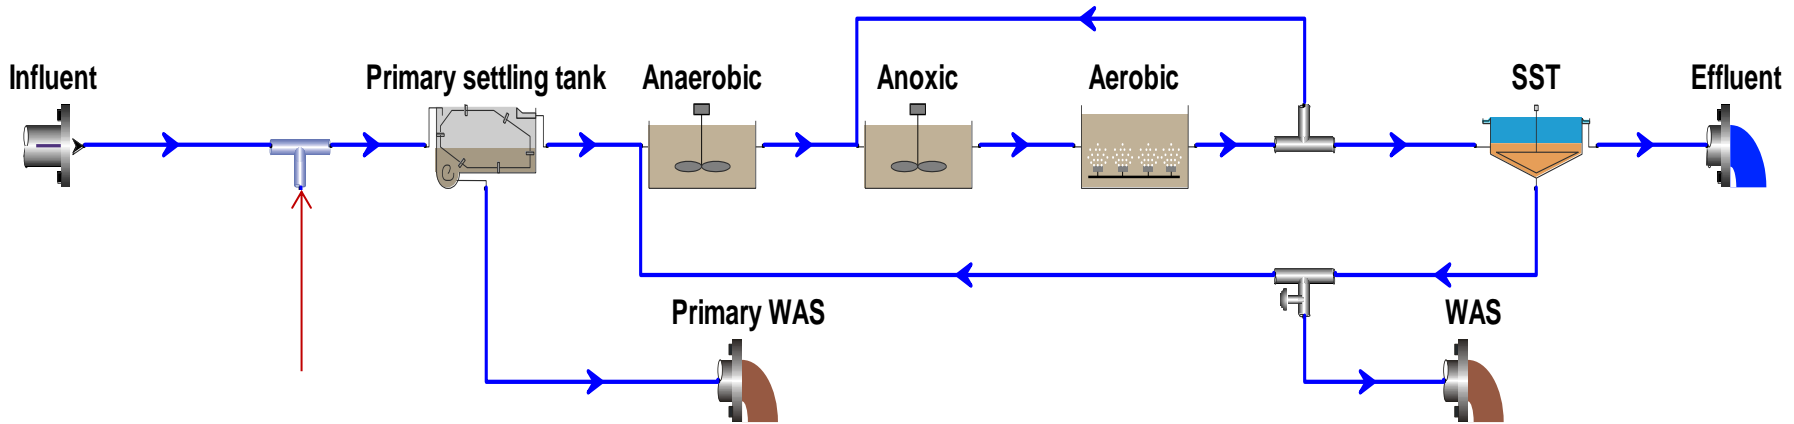 Influent
Primary settling tank
Anaerobic
Anoxic
Aerobic
SST
Effluent
Primary WAS
WAS